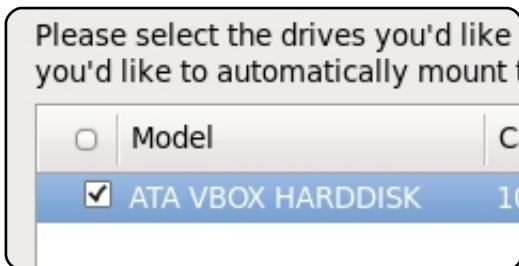 Please select the drives you'd like
you'd like to automatically mount
Model
ATA VBOX HARDDISK